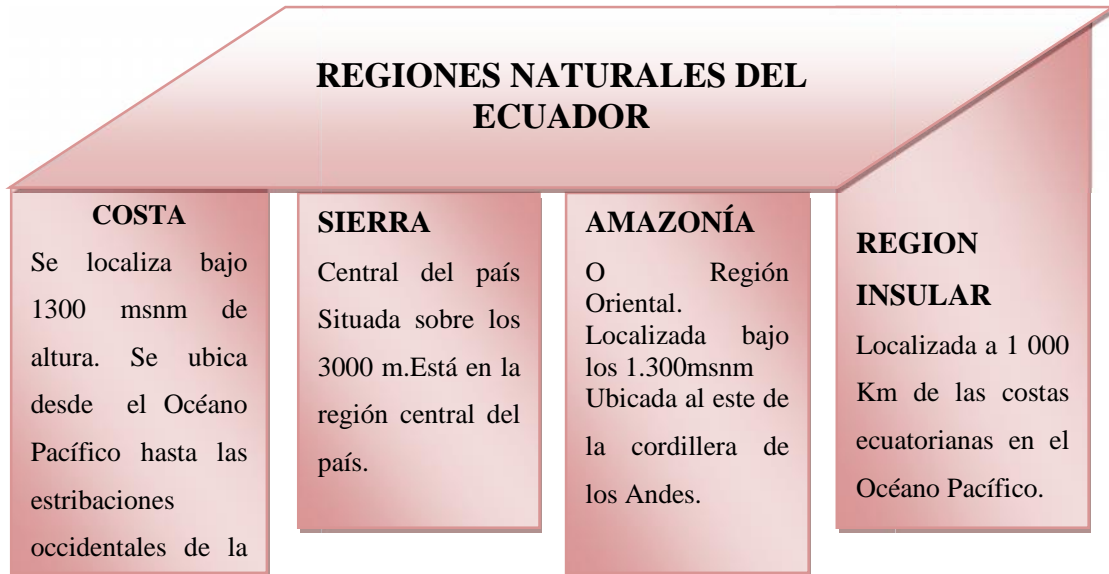 REGIONES NATURALES DEL
ECUADOR
COSTA
Se localiza bajo
1300 msnm de
altura. Se ubica
desde el Océano
Pacífico hasta las
estribaciones
occidentales de la
SIERRA
Central del país
Situada sobre los
3000 m.Está en la
región central del
país.
AMAZONÍA
O Región
Oriental.
Localizada bajo
los 1.300msnm
Ubicada al este de
la cordillera de
los Andes.
REGION
INSULAR
Localizada a 1 000
Km de las costas
ecuatorianas en el
Océano Pacífico.